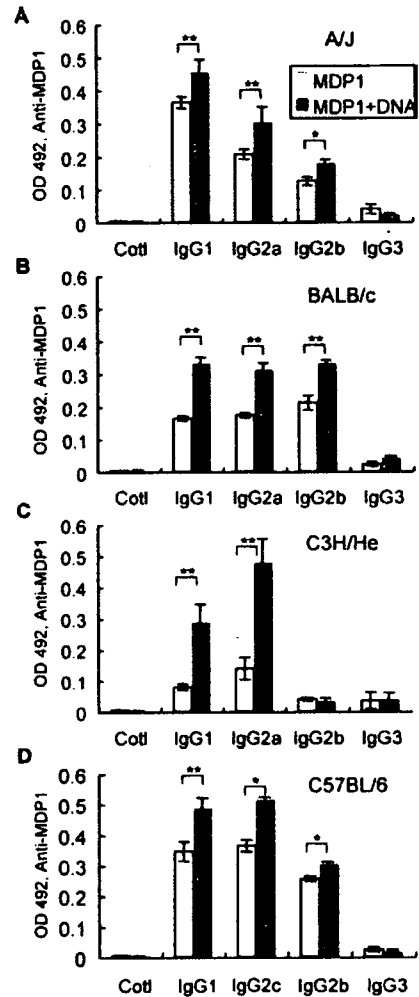 A
A/J
OD 492, Anti-MDP1
0.6
0.5
0.4
0.3
0.2
0.1
0
**
**
*
MDP1
MDP1+DNA
Cotl IgG1 IgG2a IgG2b IgG3
B
BALB/c
OD 492, Anti-MDP1
0.6
0.5
0.4
0.3
0.2
0.1
0
**
**
**
Cotl IgG1 IgG2a IgG2b IgG3
C
C3H/He
OD 492, Anti-MDP1
0.6
0.5
0.4
0.3
0.2
0.1
0
**
**
Cotl IgG1 IgG2a IgG2b IgG3
D
C57BL/6
OD 492, Anti-MDP1
0.6
0.5
0.4
0.3
0.2
0.1
0
**
*
*
Cotl IgG1 IgG2c IgG2b IgG3